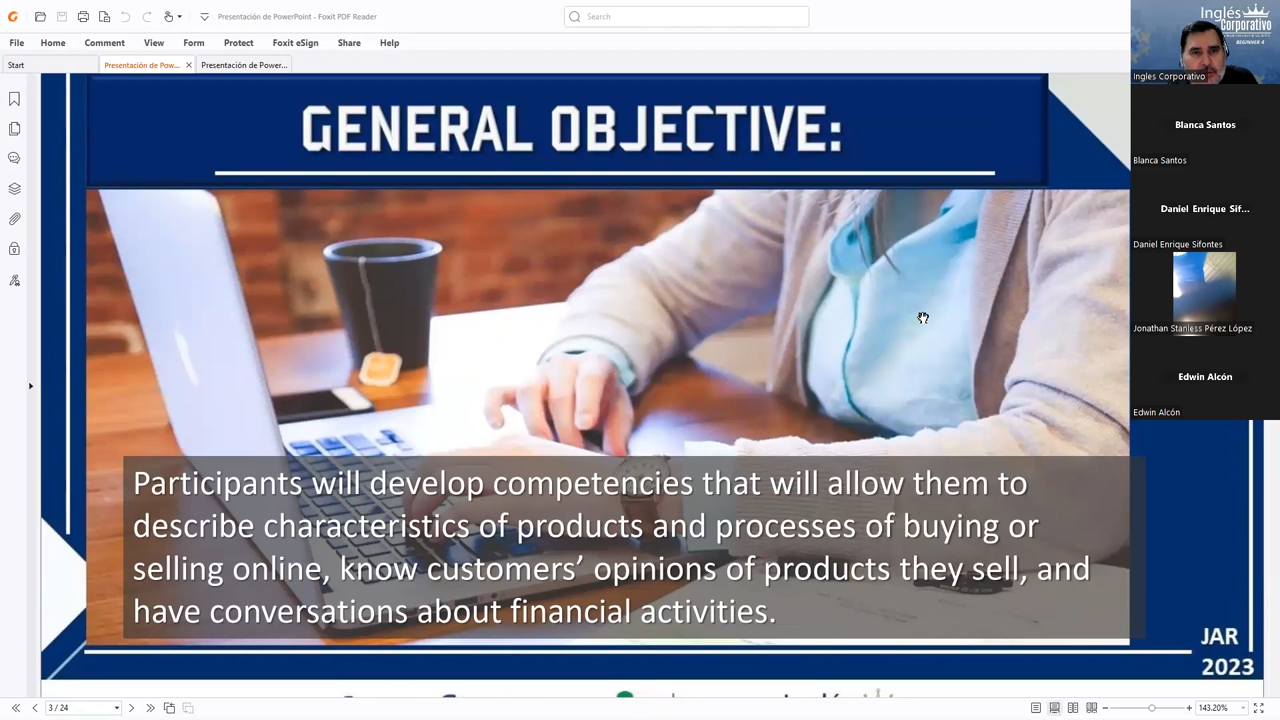 Presentación de PowerPoint - Foxit PDF Reader
Search
File Home Comment View Form Protect Foxit eSign Share Help
Start
Presentación de Pow...
Presentación de Power...
GENERAL OBJECTIVE:
Participants will develop competencies that will allow them to
describe characteristics of products and processes of buying or
selling online, know customers’ opinions of products they sell, and
have conversations about financial activities.
JAR
2023
3 / 24
143.20%
Inglés
Corporativo
BEGINNER 4
Ingles Corporativo
Blanca Santos
Blanca Santos
Daniel Enrique Sif...
Daniel Enrique Sifontes
Jonathan Stanless Pérez López
Edwin Alcón
Edwin Alcón